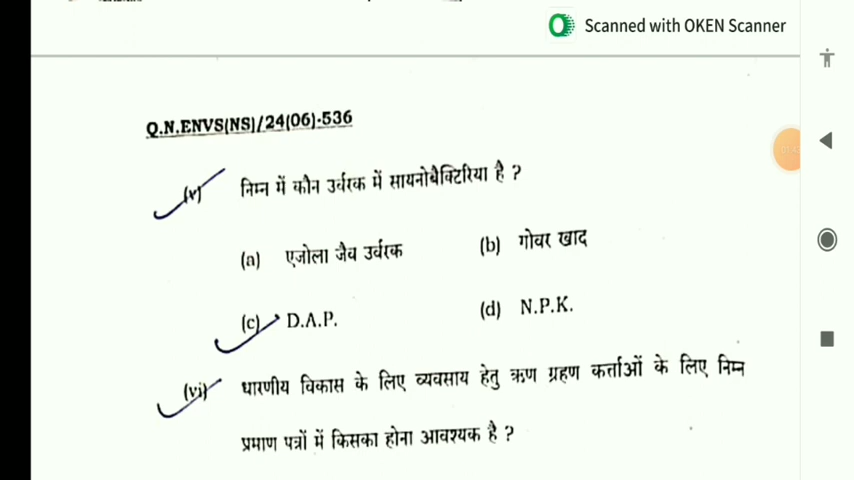 Scanned with OKEN Scanner
Q.N.ENVS(NS)/24(06)-536
(v) निम्न में कौन उर्वरक में सायनोबैक्टिरिया है ?
(a) एजोला जैव उर्वरक (b) गोवर खाद
(c) D.A.P. (d) N.P.K.
(vi) धारणीय विकास के लिए व्यवसाय हेतु ऋण ग्रहण कर्त्ताओं के लिए निम्न
प्रमाण पत्रों में किसका होना आवश्यक है ?